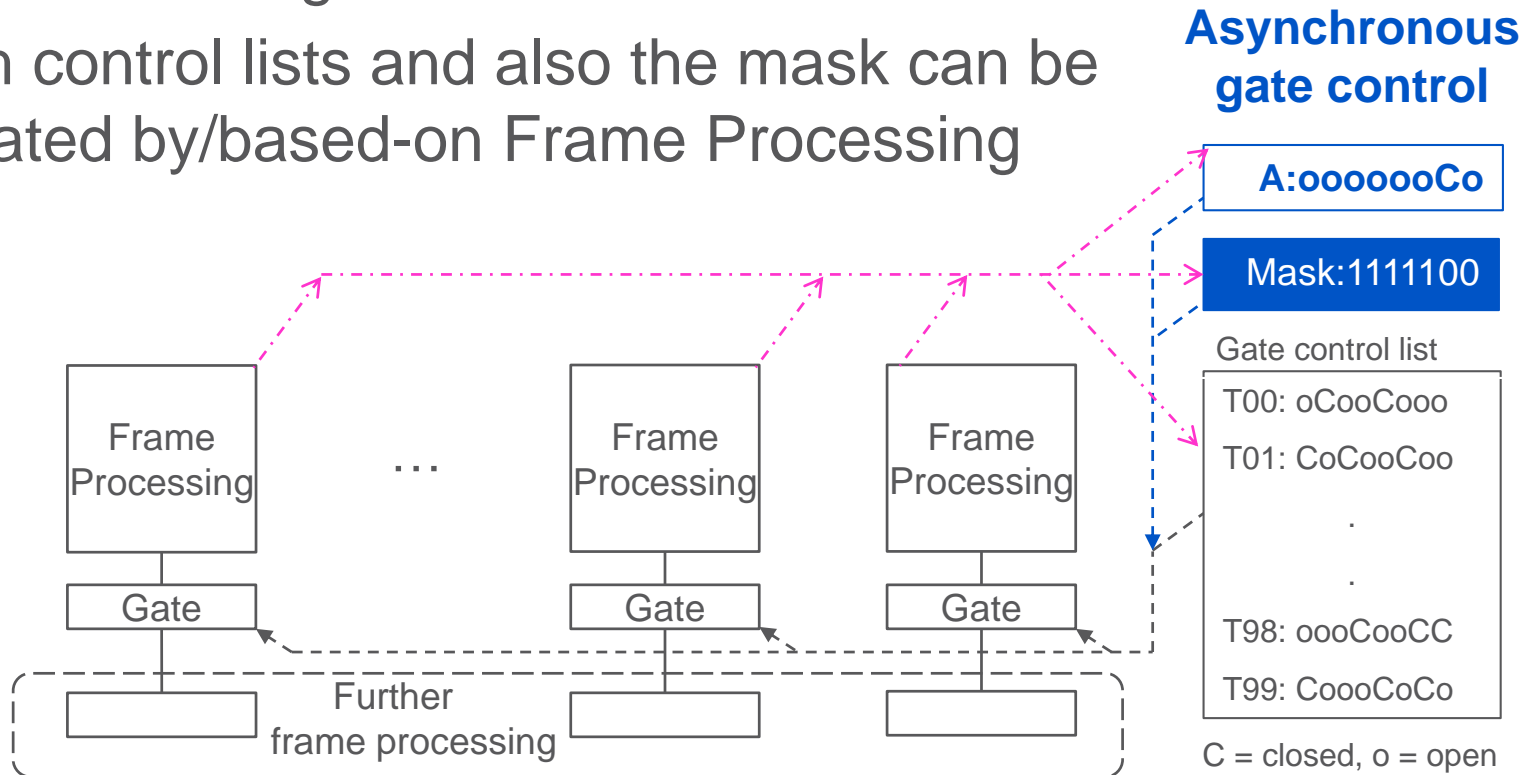 control lists and also the mask can be
by/based-on Frame Processing
Asynchronous
gate control
A:ooooooCo
Mask:1111100
Gate control list
T00: oCooCooo
T01: CoCooCoo
.
.
T98: oooCooCC
T99: CoooCoCo
C = closed, o = open
Frame
Processing
...
Frame
Processing
Frame
Processing
Gate
Gate
Gate
Further
frame processing